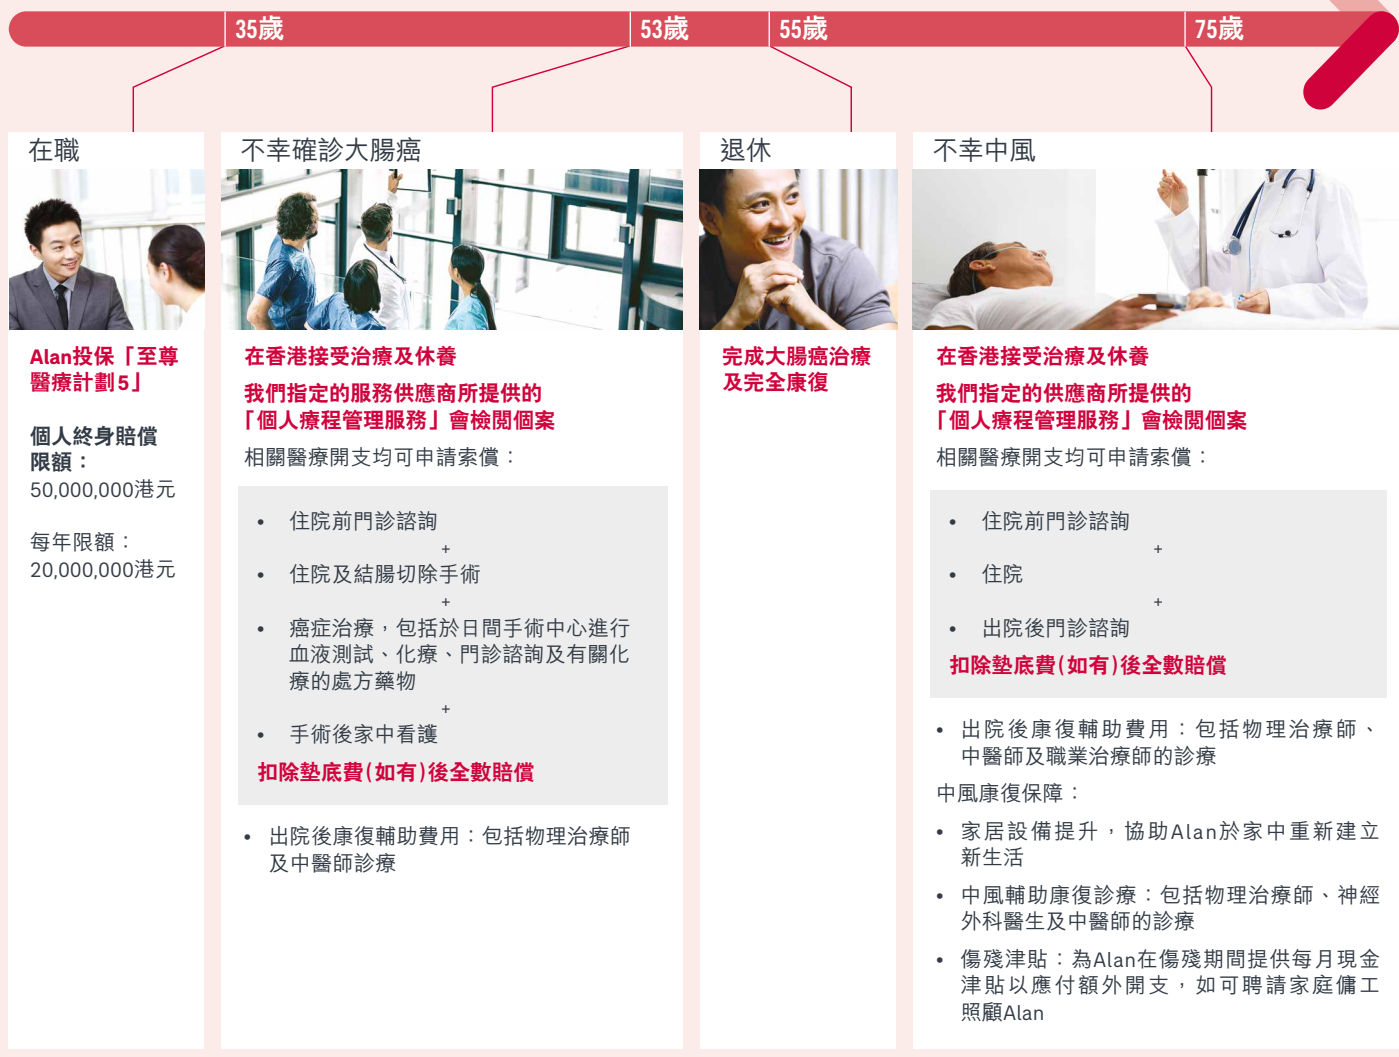 35歲
53歲
55歲
75歲
在職
Alan投保「至尊
醫療計劃5」
個人終身賠償
限額：
50,000,000港元
每年限額：
20,000,000港元
不幸確診大腸癌
在香港接受治療及休養
我們指定的服務供應商所提供的
「個人療程管理服務」會檢閱個案
相關醫療開支均可申請索償：
• 住院前門診諮詢
+
• 住院及結腸切除手術
+
• 癌症治療，包括於日間手術中心進行
血液測試、化療、門診諮詢及有關化
療的處方藥物
+
• 手術後家中看護
扣除墊底費(如有)後全數賠償
• 出院後康復輔助費用：包括物理治療師
及中醫師診療
退休
完成大腸癌治療
及完全康復
不幸中風
在香港接受治療及休養
我們指定的供應商所提供的
「個人療程管理服務」會檢閱個案
相關醫療開支均可申請索償：
• 住院前門診諮詢
+
• 住院
+
• 出院後門診諮詢
扣除墊底費(如有)後全數賠償
• 出院後康復輔助費用：包括物理治療師、
中醫師及職業治療師的診療
中風康復保障：
• 家居設備提升，協助Alan於家中重新建立
新生活
• 中風輔助康復診療：包括物理治療師、神經
外科醫生及中醫師的診療
• 傷殘津貼：為Alan在傷殘期間提供每月現金
津貼以應付額外開支，如可聘請家庭傭工
照顧Alan